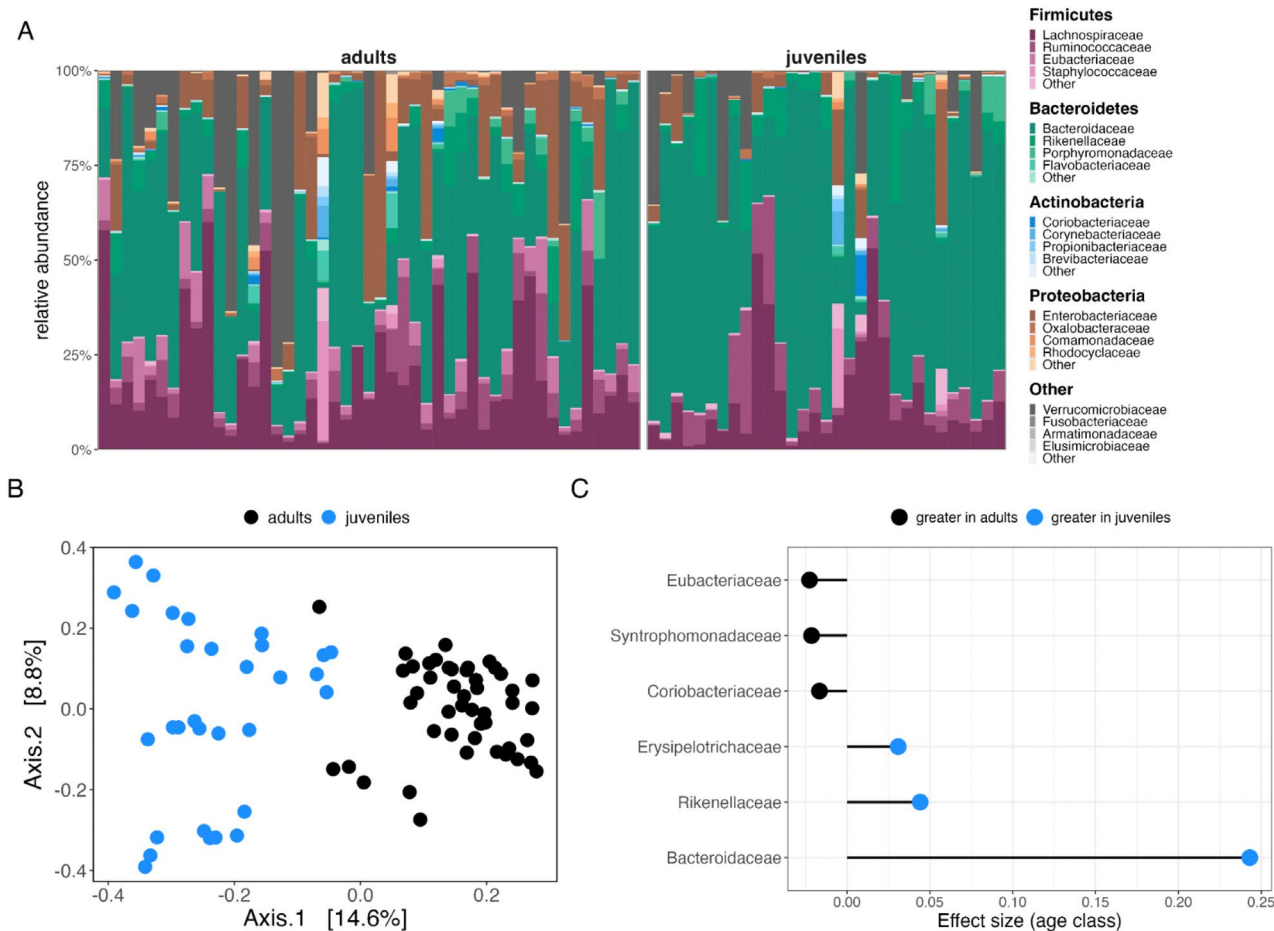 A
adults
juveniles
relative abundance
100%
75%
50%
25%
0%
Firmicutes
Lachnospiraceae
Ruminococcaceae
Eubacteriaceae
Staphylococcaceae
Other
Bacteroidetes
Bacteroidaceae
Rikenellaceae
Porphyromonadaceae
Flavobacteriaceae
Other
Actinobacteria
Coriobacteriaceae
Corynebacteriaceae
Propionibacteriaceae
Brevibacteriaceae
Other
Proteobacteria
Enterobacteriaceae
Oxalobacteraceae
Comamonadaceae
Rhodocyclaceae
Other
Other
Verrucomicrobiaceae
Fusobacteriaceae
Armatimonadaceae
Elusimicrobiaceae
Other
B
adults juveniles
Axis.2 [8.8%]
0.4
0.2
0.0
-0.2
-0.4
-0.4 -0.2 0.0 0.2
Axis.1 [14.6%]
C
greater in adults greater in juveniles
Eubacteriaceae
Syntrophomonadaceae
Coriobacteriaceae
Erysipelotrichaceae
Rikenellaceae
Bacteroidaceae
0.00 0.05 0.10 0.15 0.20 0.25
Effect size (age class)